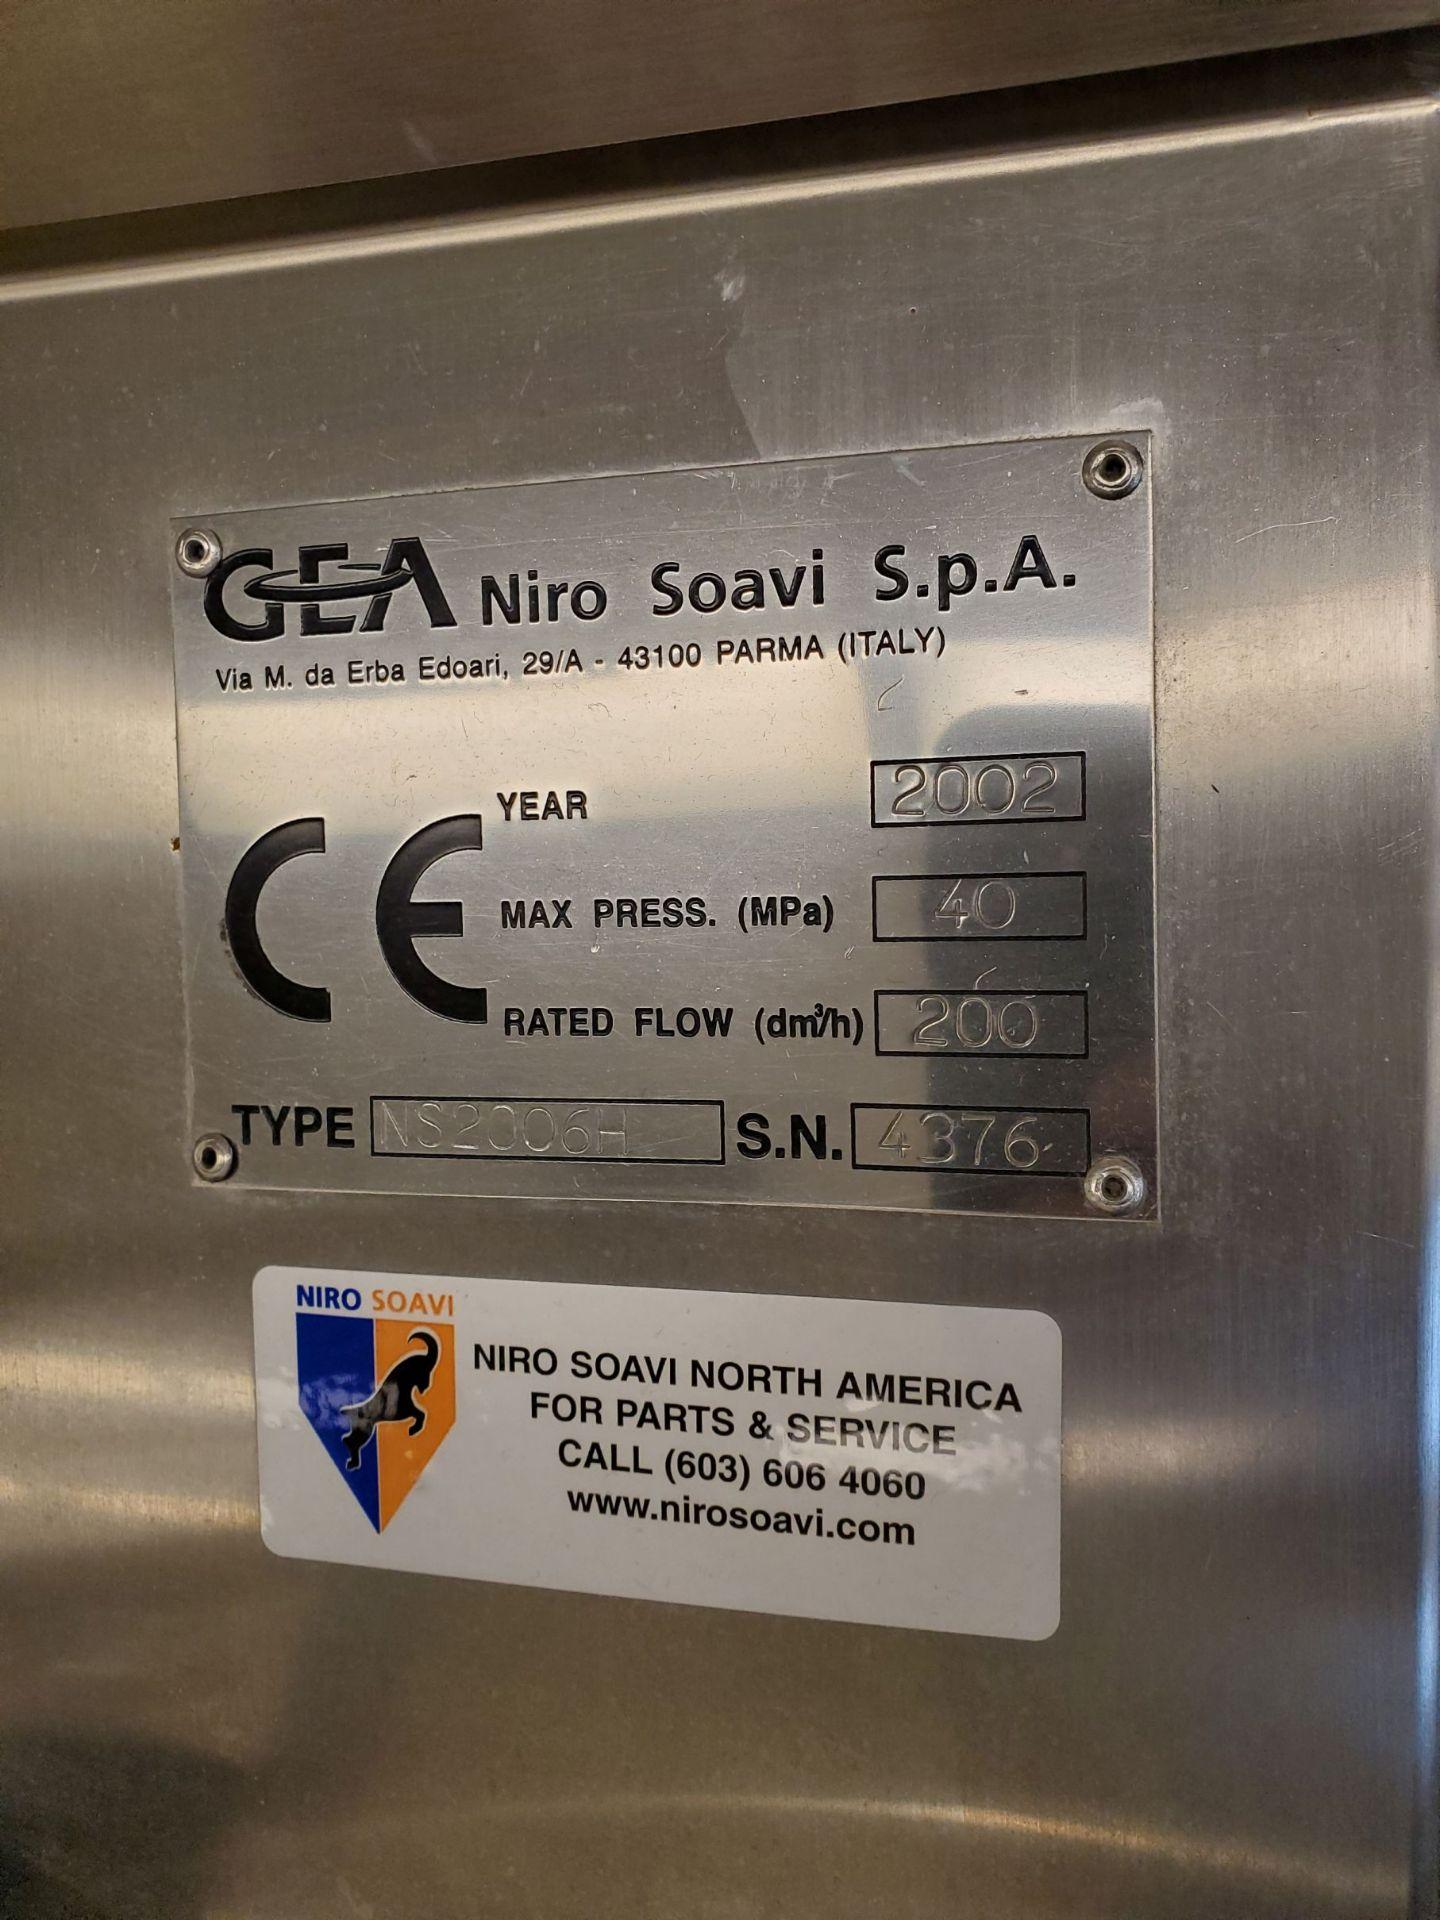 GEA Niro Soavi S.p.A.
Via M. da Erba Edoari, 29/A - 43100 PARMA (ITALY)
CE
YEAR 2002
MAX PRESS. (MPa) 40
RATED FLOW (dm³/h) 200
TYPE NS2006H S.N. 4376
NIRO SOAVI
NIRO SOAVI NORTH AMERICA
FOR PARTS & SERVICE
CALL (603) 606 4060
www.nirosoavi.com